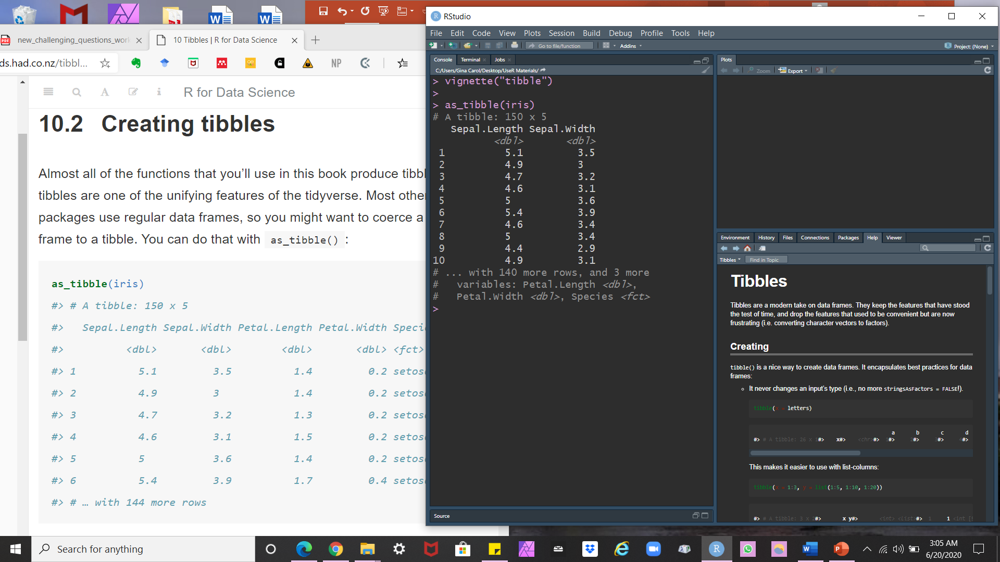 new_challenging_questions_wor
10 Tibbles | R for Data Science
ds.had.co.nz/tibbl...
NP
R for Data Science
10.2 Creating tibbles
Almost all of the functions that you’ll use in this book produce tibbl
tibbles are one of the unifying features of the tidyverse. Most other
packages use regular data frames, so you might want to coerce a
frame to a tibble. You can do that with as_tibble() :
as_tibble(iris)
#> # A tibble: 150 x 5
#> Sepal.Length Sepal.Width Petal.Length Petal.Width Speci
#> <dbl> <dbl> <dbl> <dbl> <fct>
#> 1 5.1 3.5 1.4 0.2 setos
#> 2 4.9 3 1.4 0.2 setos
#> 3 4.7 3.2 1.3 0.2 setos
#> 4 4.6 3.1 1.5 0.2 setos
#> 5 5 3.6 1.4 0.2 setos
#> 6 5.4 3.9 1.7 0.4 setos
#> # … with 144 more rows
RStudio
File Edit Code View Plots Session Build Debug Profile Tools Help
Go to file/function Addins Project: (None)
Console Terminal Jobs
C:/Users/Gina Carol/Desktop/UseR Materials/
> vignette("tibble")
>
> as_tibble(iris)
# A tibble: 150 x 5
Sepal.Length Sepal.Width
<dbl> <dbl>
1 5.1 3.5
2 4.9 3
3 4.7 3.2
4 4.6 3.1
5 5 3.6
6 5.4 3.9
7 4.6 3.4
8 5 3.4
9 4.4 2.9
10 4.9 3.1
# ... with 140 more rows, and 3 more
# variables: Petal.Length <dbl>,
# Petal.Width <dbl>, Species <fct>
>
Source
Plots
Zoom Export
Environment History Files Connections Packages Help Viewer
Tibbles Find in Topic
Tibbles
Tibbles are a modern take on data frames. They keep the features that have stood
the test of time, and drop the features that used to be convenient but are now
frustrating (i.e. converting character vectors to factors).
Creating
tibble() is a nice way to create data frames. It encapsulates best practices for data
frames:
It never changes an input’s type (i.e., no more stringsAsFactors = FALSE!).
tibble(x = letters)
a b c d
#> # A tibble: 26 x 1#> x#> <chr>#> 1#> 2#> 3#> 4#>
This makes it easier to use with list-columns:
tibble(x = 1:3, y = list(1:5, 1:10, 1:20))
#> # A tibble: 3 x 2#> x y#> <int> <list>#> 1 1 <int [5
Search for anything
3:05 AM
6/20/2020